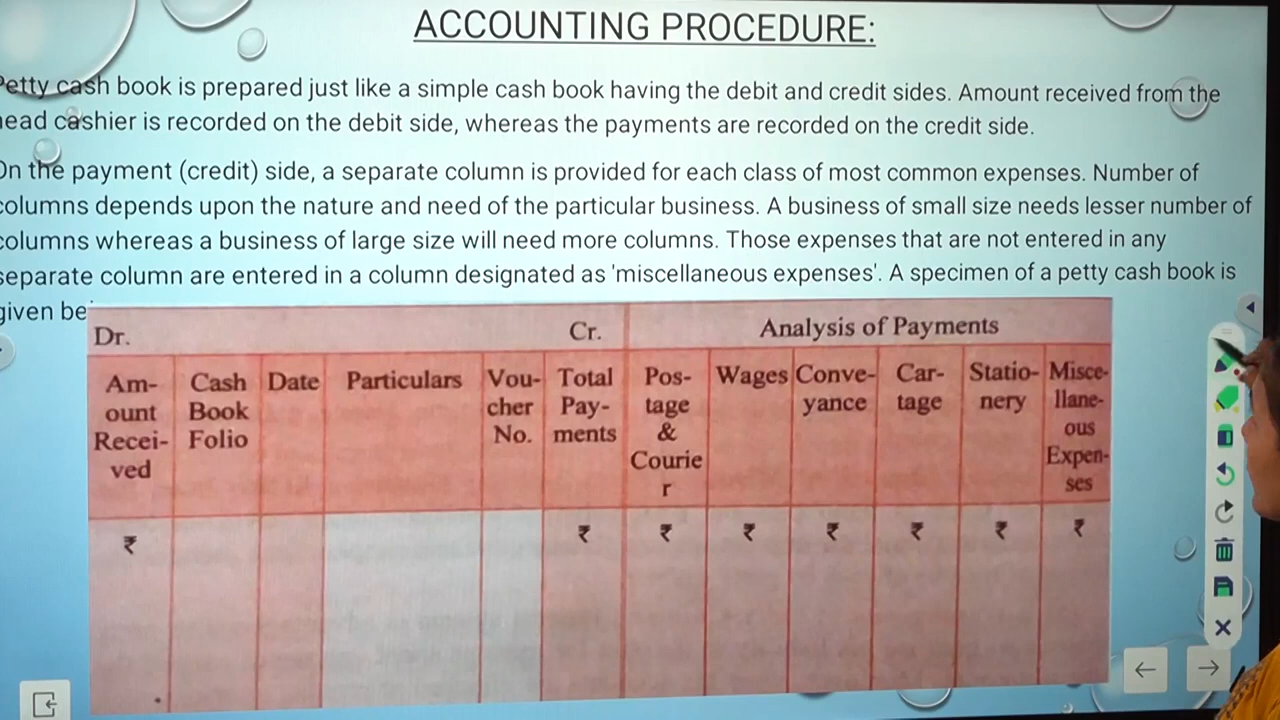 ACCOUNTING PROCEDURE:
Petty cash book is prepared just like a simple cash book having the debit and credit sides. Amount received from the
head cashier is recorded on the debit side, whereas the payments are recorded on the credit side.
On the payment (credit) side, a separate column is provided for each class of most common expenses. Number of
columns depends upon the nature and need of the particular business. A business of small size needs lesser number of
columns whereas a business of large size will need more columns. Those expenses that are not entered in any
separate column are entered in a column designated as 'miscellaneous expenses'. A specimen of a petty cash book is
given be
Dr. Cr. Analysis of Payments
Am- Cash Date Particulars Vou- Total Pos- Wages Conve- Car- Statio- Misce-
ount Book cher Pay- tage yance tage nery llane-
Recei- Folio No. ments & ous
ved Courie Expen-
r ses
₹ ₹ ₹ ₹ ₹ ₹ ₹ ₹